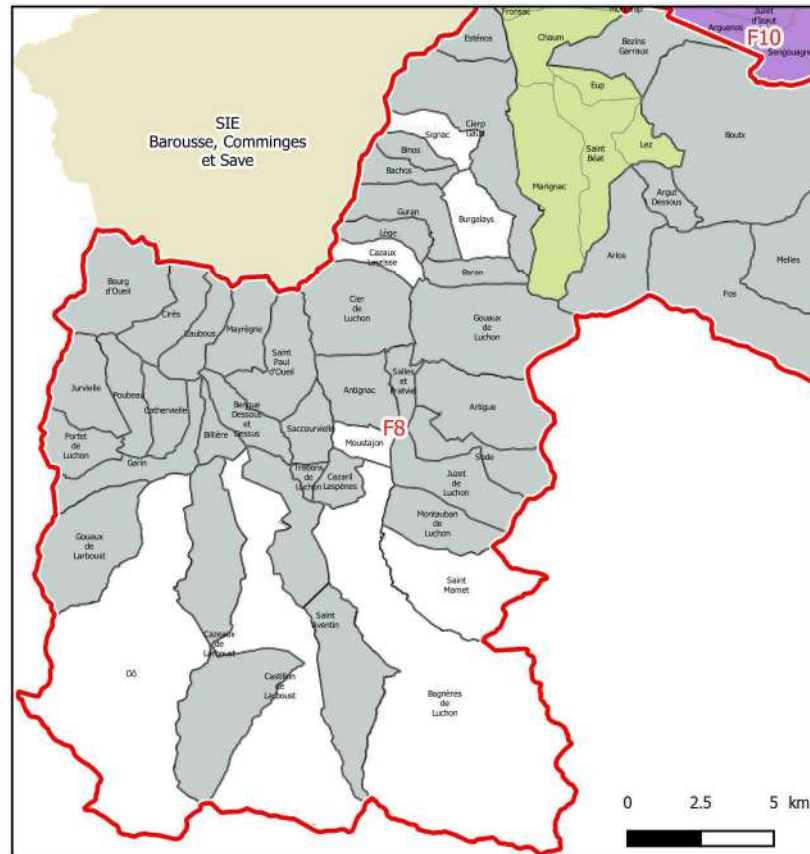 Fronsac
Juzet
d'Izaut
Arguenos
F10
Sengouagnet
Chaum
Esténos
Bezins
Garraux
Eup
SIE
Barousse, Comminges
et Save
Signac
Cierp
Gaud
Boutx
Binos
Saint
Béat
Lez
Bachos
Marignac
Argut
Dessous
Guran
Burgalays
Lège
Cazaux
Layrisse
Arlos
Melles
Baren
Bourg
d'Oueil
Fos
Cier
de
Luchon
Cirès
Mayrègne
Caubous
Gouaux
de
Luchon
Saint
Paul
d'Oueil
Salles
et
Pratviel
Jurvielle
Poubeau
Cathervielle
Benque
Dessous et
Dessus
Antignac
Artigue
Portet
de
Luchon
Billière
Saccourvielle
F8
Moustajon
Garin
Sode
Trébons
de
Luchon
Cazaril
Laspènes
Juzet
de
Luchon
Montauban
de
Luchon
Gouaux
de
Larboust
Saint
Mamet
Saint
Aventin
Cazeaux
de
Larboust
Oô
Castillon
de
Larboust
Bagnères
de
Luchon
0 2.5 5 km